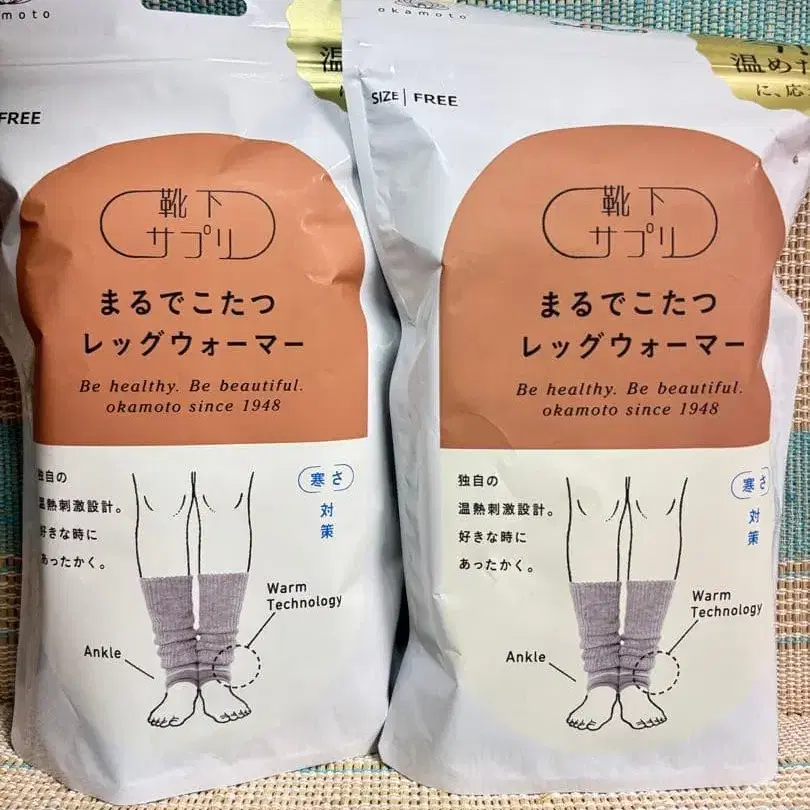 amoto
温
FREE
靴下
サプリ
まるでこたつ
レッグウォーマー
Be healthy. Be beautiful.
okamoto since 1948
独自の
温熱刺激設計。
好きな時に
あったかく。
寒さ
対策
Warm
Technology
Ankle
okamoto
温めた
に、応
SIZE | FREE
靴下
サプリ
まるでこたつ
レッグウォーマー
Be healthy. Be beautiful.
okamoto since 1948
独自の
温熱刺激設計。
好きな時に
あったかく。
寒さ
対策
Warm
Technology
Ankle